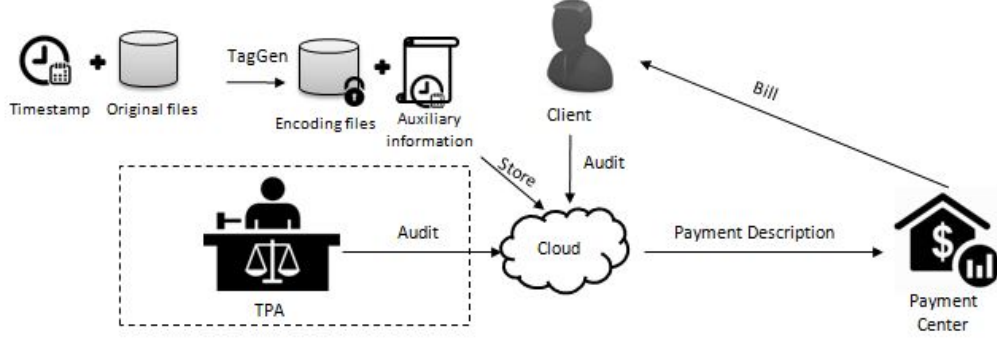 TagGen
Timestamp
Original files
Encoding files
Auxiliary
information
Client
Bill
Store
Audit
Audit
Cloud
Payment Description
TPA
Payment
Center
$